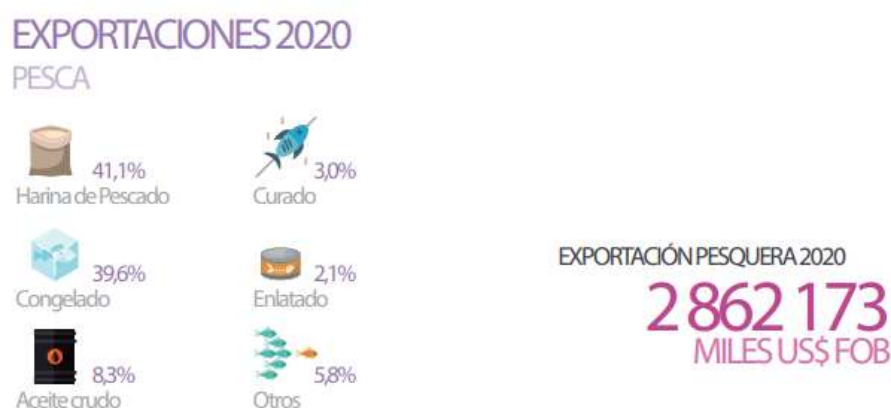 EXPORTACIONES 2020
PESCA
41,1%
Harina de Pescado
3,0%
Curado
39,6%
Congelado
2,1%
Enlatado
8,3%
Aceite crudo
5,8%
Otros
EXPORTACIÓN PESQUERA 2020
2 862 173
MILES US$ FOB